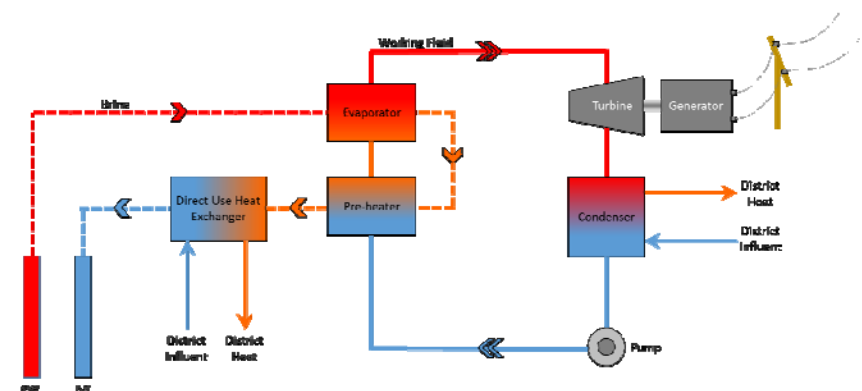 Working Fluid
Brine
Evaporator
Turbine
Generator
Direct Use Heat
Exchanger
Pre-heater
Condenser
District
Heat
District
Influent
District
Influent
District
Heat
Pump